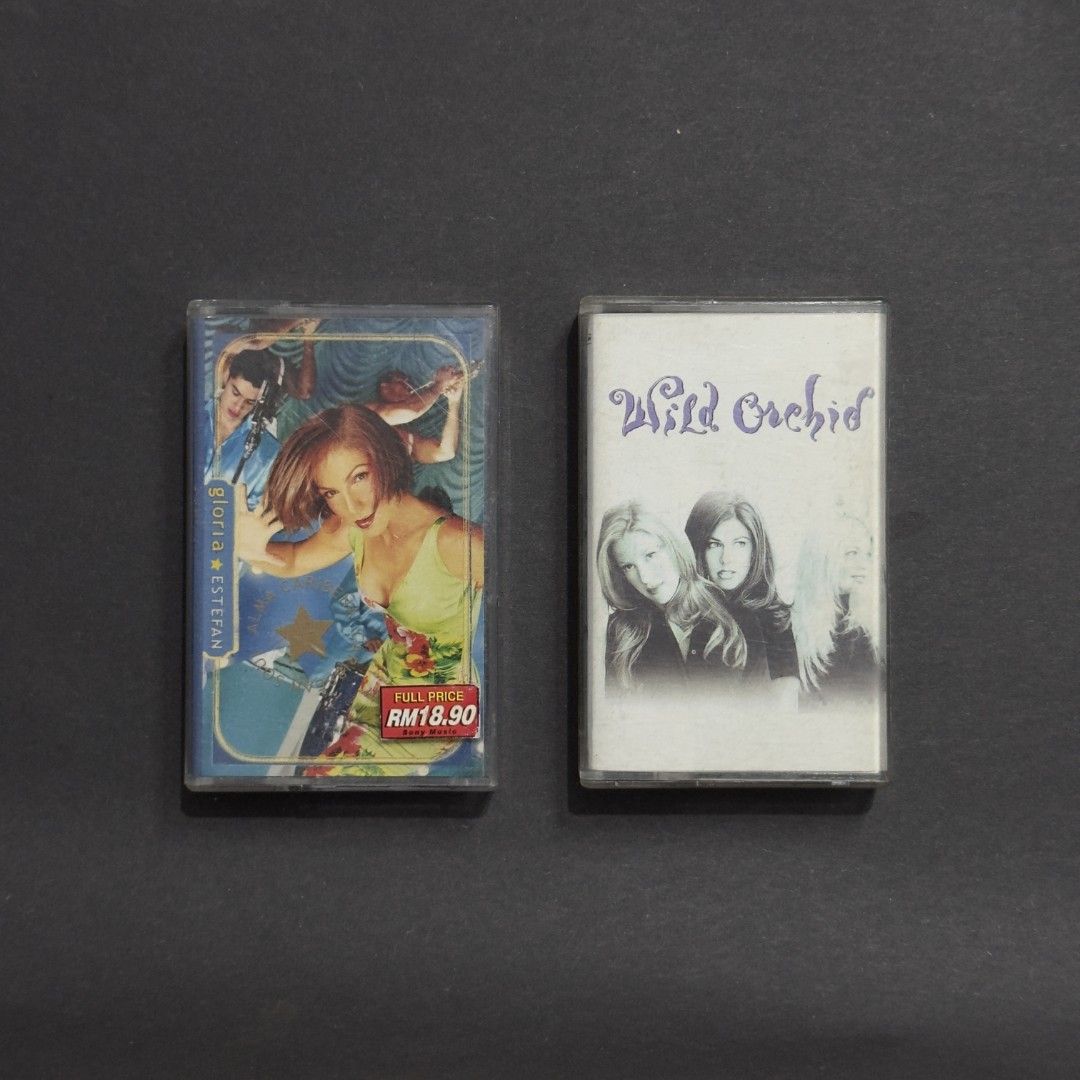 gloria ESTEFAN
FULL PRICE
RM18.90
Sony Music
Wild Orchid